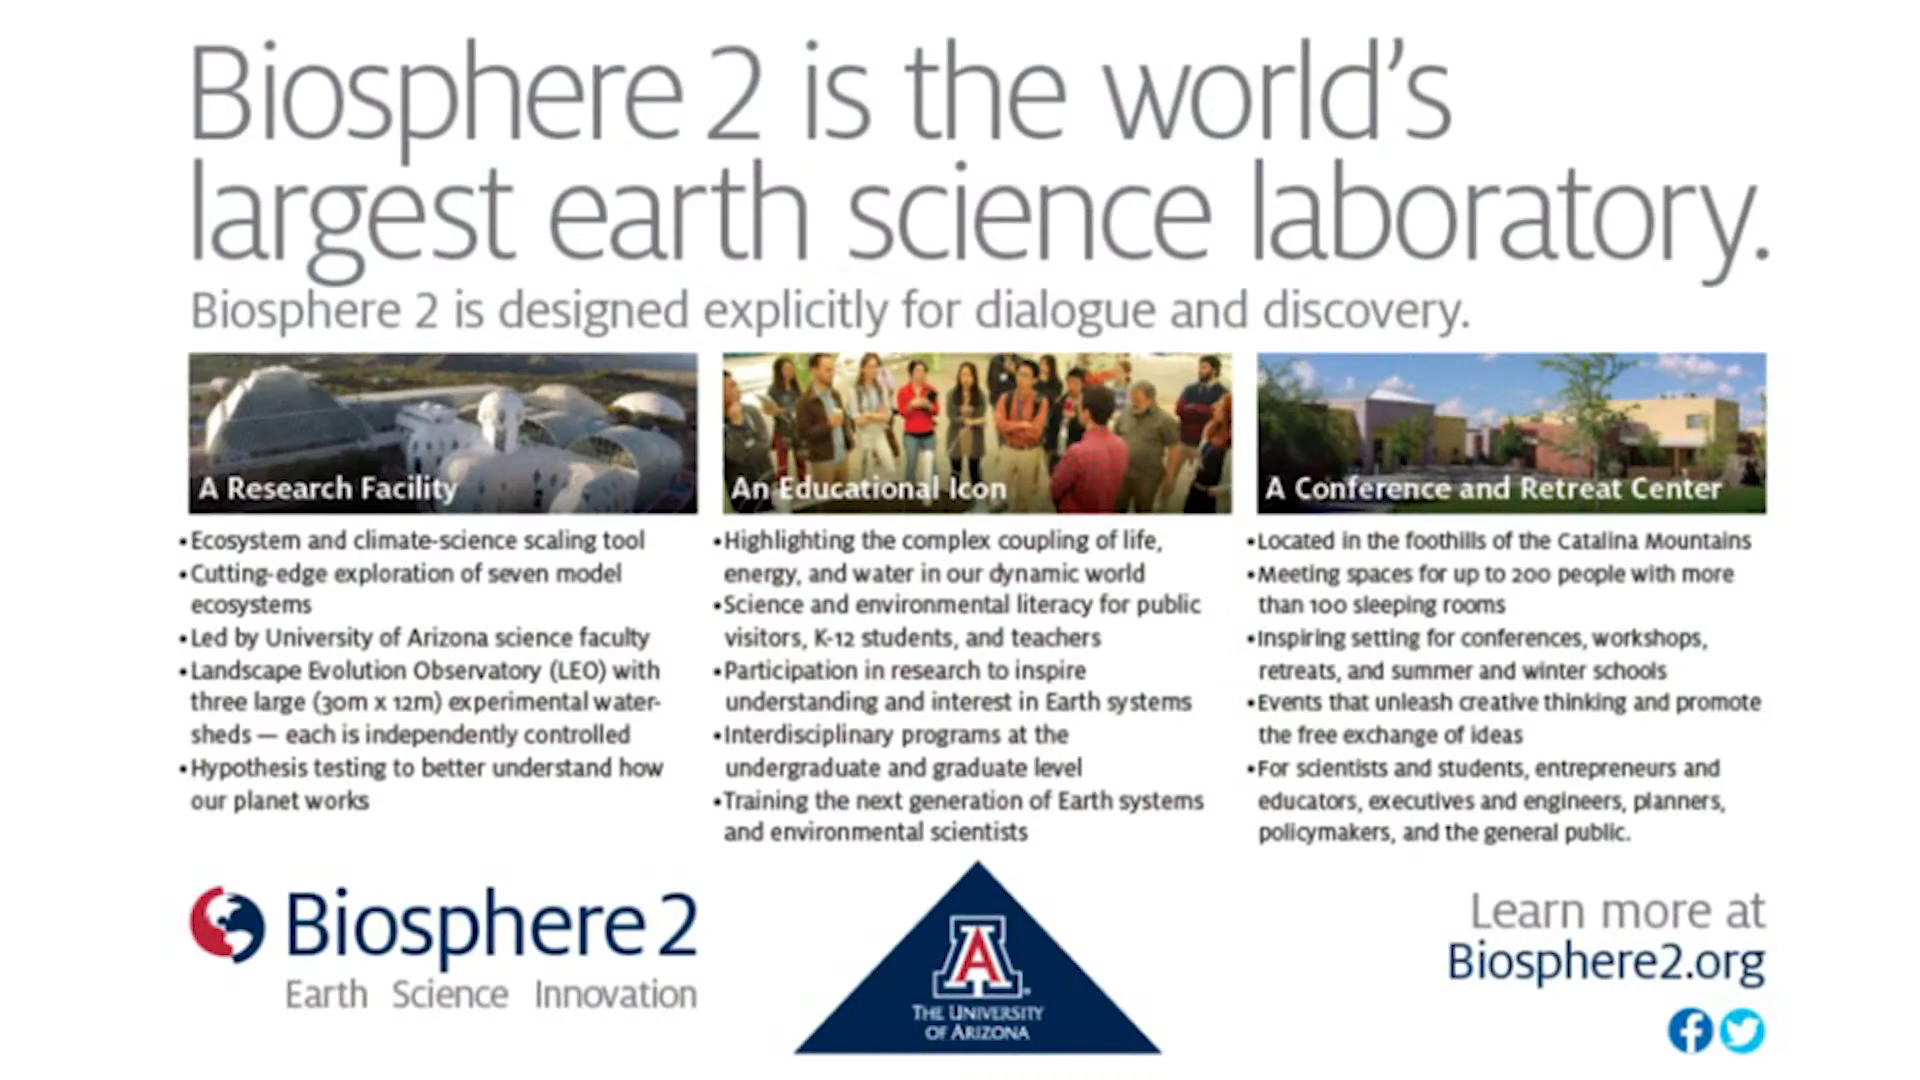 Biosphere 2 is the world's
largest earth science laboratory.
Biosphere 2 is designed explicitly for dialogue and discovery.
A Research Facility
•Ecosystem and climate-science scaling tool
•Cutting-edge exploration of seven model
ecosystems
•Led by University of Arizona science faculty
•Landscape Evolution Observatory (LEO) with
three large (30m x 12m) experimental water-
sheds — each is independently controlled
•Hypothesis testing to better understand how
our planet works
An Educational Icon
•Highlighting the complex coupling of life,
energy, and water in our dynamic world
•Science and environmental literacy for public
visitors, K-12 students, and teachers
•Participation in research to inspire
understanding and interest in Earth systems
•Interdisciplinary programs at the
undergraduate and graduate level
•Training the next generation of Earth systems
and environmental scientists
A Conference and Retreat Center
•Located in the foothills of the Catalina Mountains
•Meeting spaces for up to 200 people with more
than 100 sleeping rooms
•Inspiring setting for conferences, workshops,
retreats, and summer and winter schools
•Events that unleash creative thinking and promote
the free exchange of ideas
•For scientists and students, entrepreneurs and
educators, executives and engineers, planners,
policymakers, and the general public.
Biosphere 2
Earth Science Innovation
A
THE UNIVERSITY
OF ARIZONA
Learn more at
Biosphere2.org